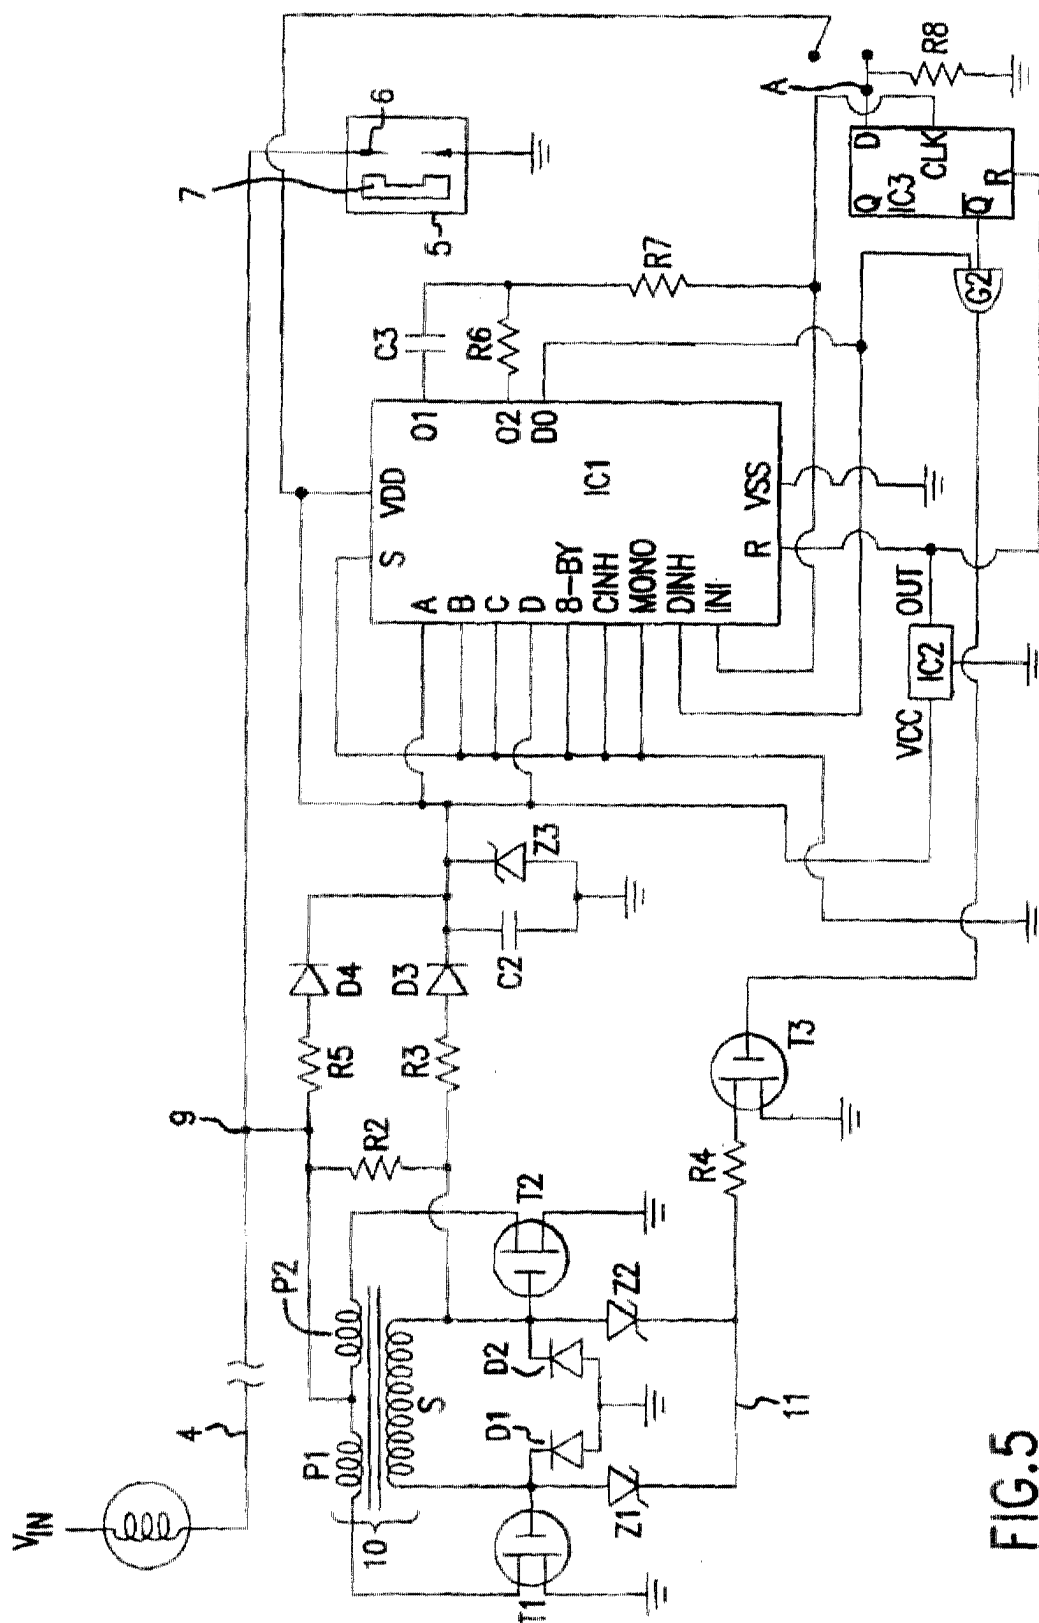 V_IN
4
9
P2
P1
10
S
T1
T2
D1
D2
Z1
Z2
11
R2
R5
R3
D4
D3
C2
Z3
R4
T3
7
6
5
S
VDD
A
B
C
D
8-BY
CINH
MONO
DINH
INI
O1
O2
DO
IC1
R
VSS
C3
R6
R7
VCC
OUT
IC2
A
R8
Q
D
IC3
CLK
Q̅
R
G2
FIG.5